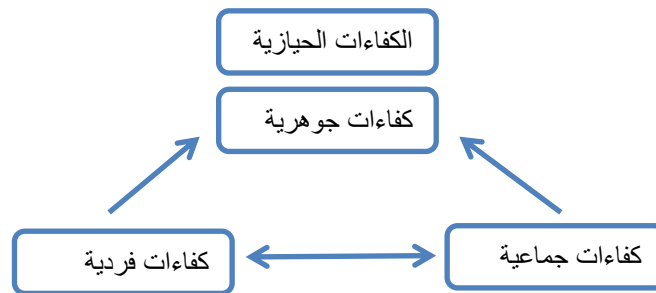 الكفاءات الحيازية
كفاءات جوهرية
كفاءات جماعية
كفاءات فردية